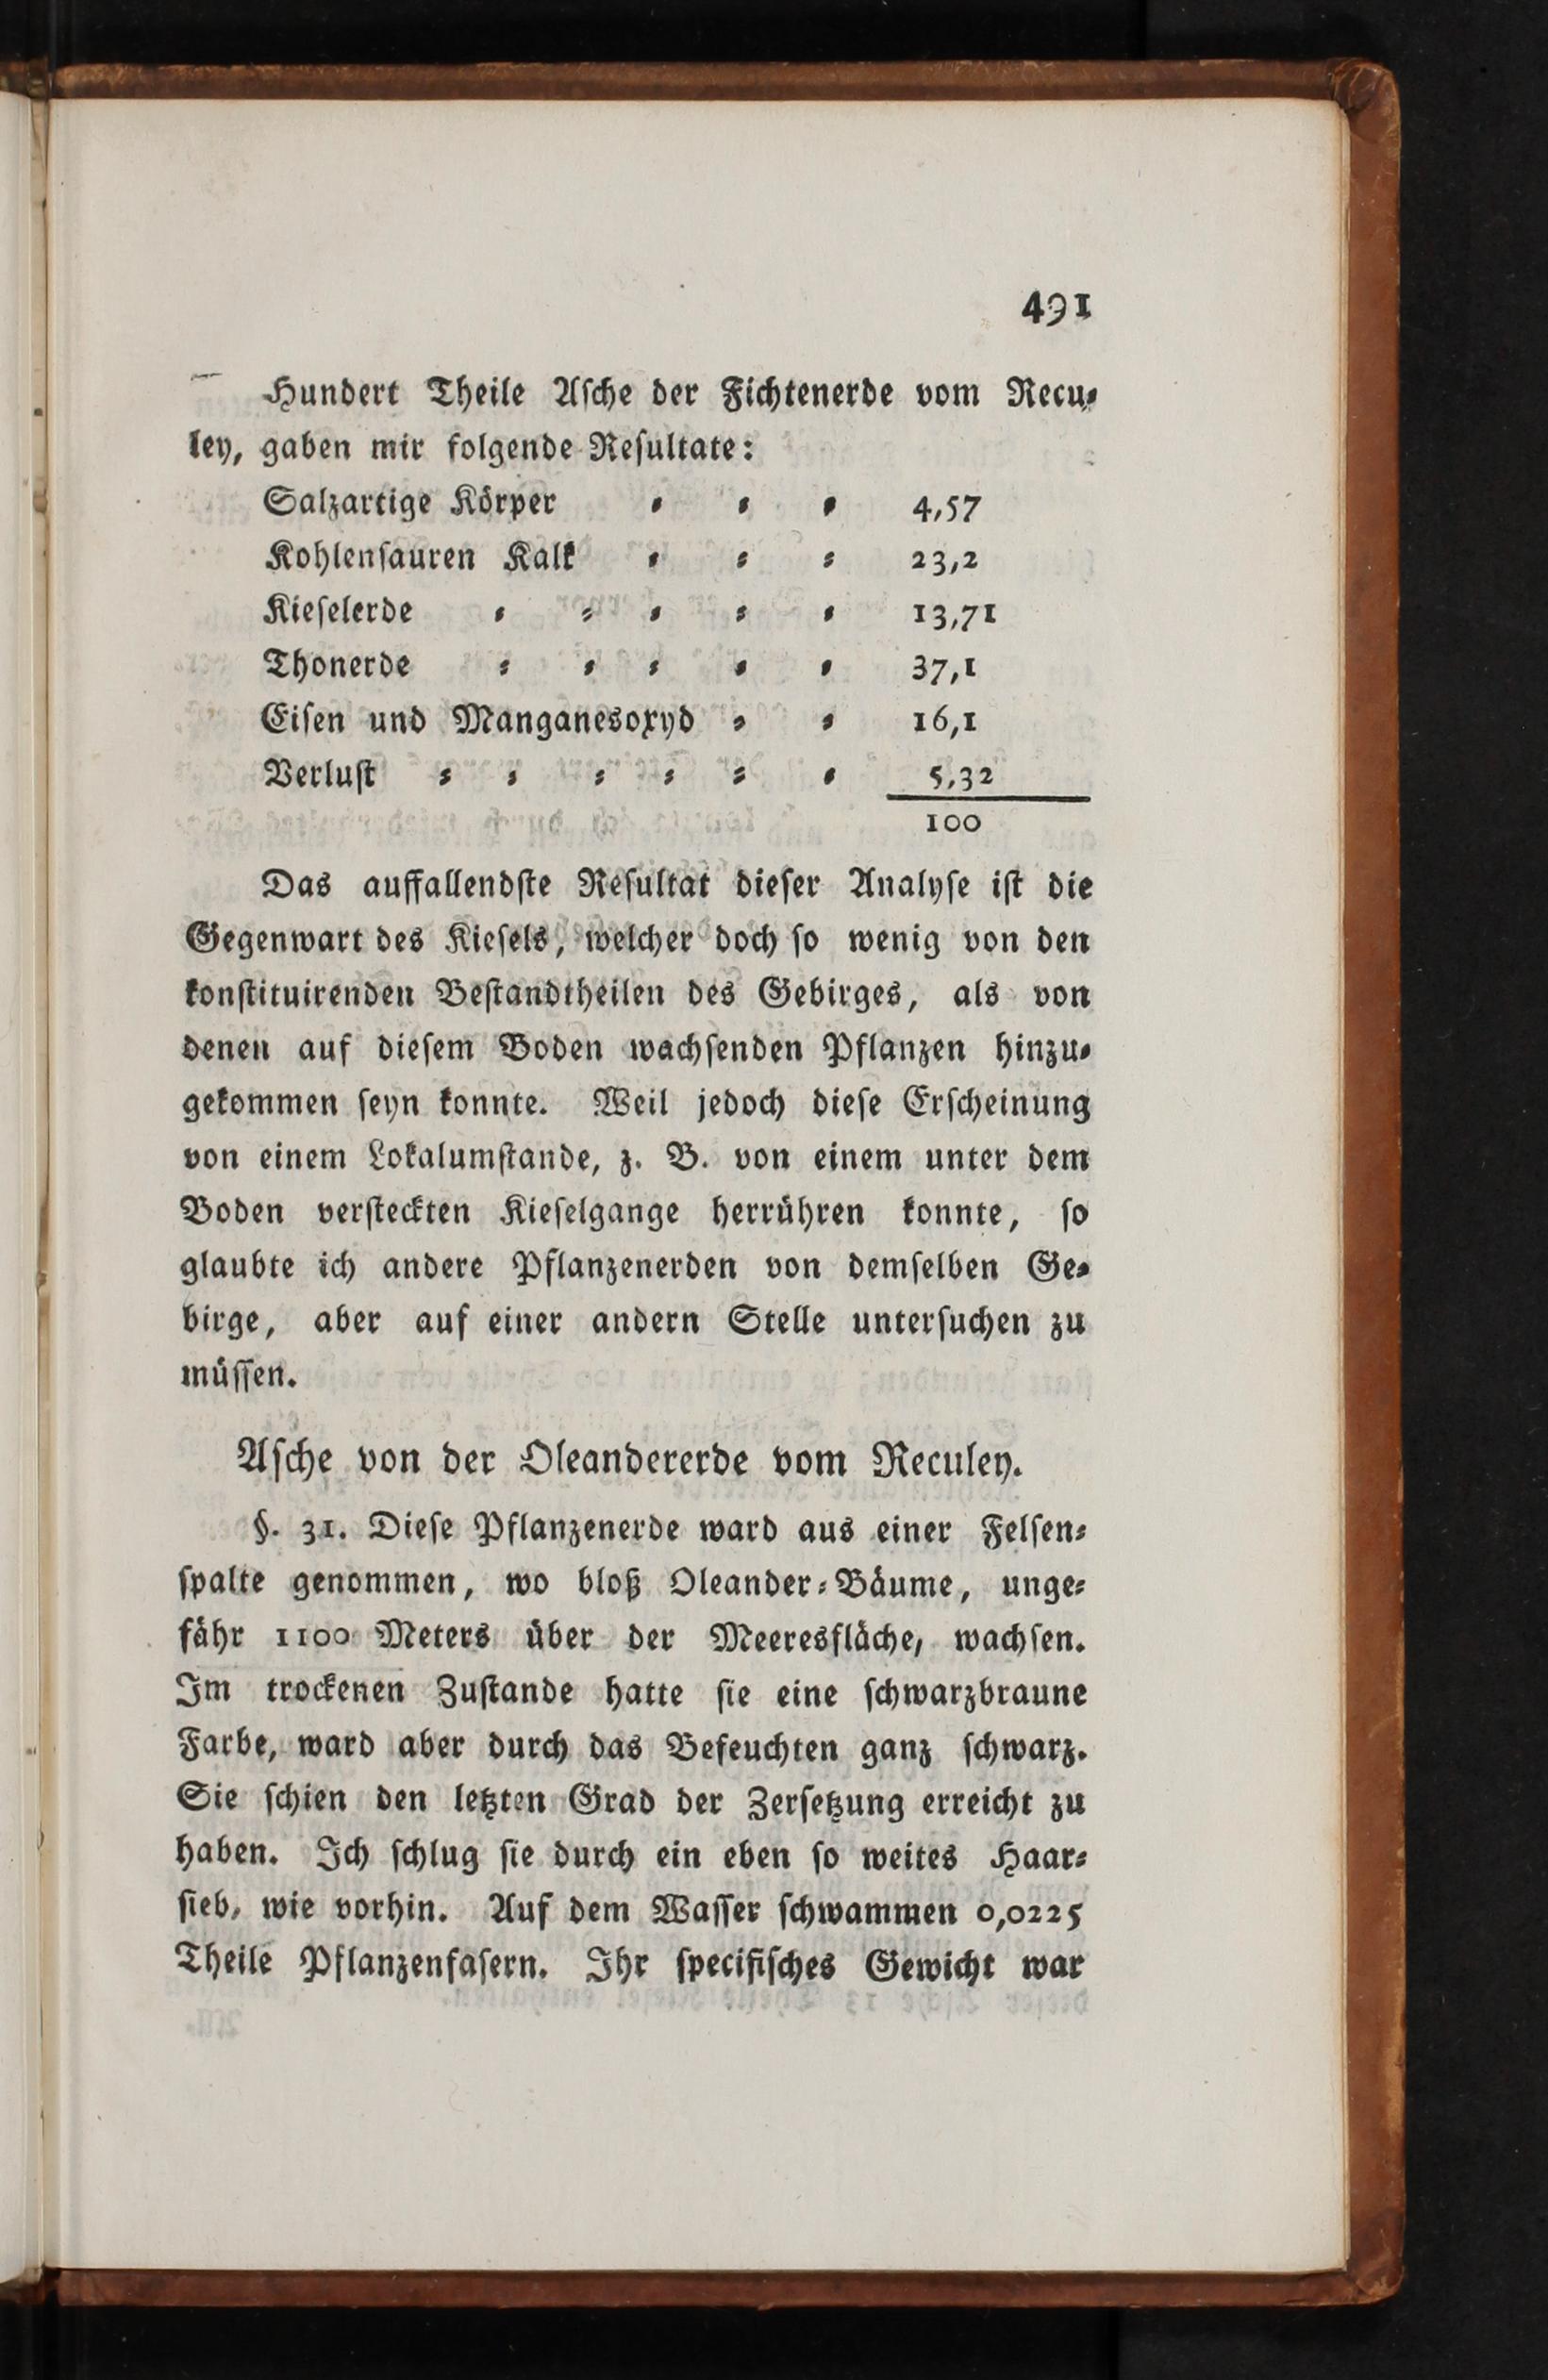 491
Hundert Theile Aſche der Fichtenerde vom Recu⸗
ley, gaben mir folgende Reſultate:
Salzartige Körper ⸗ ⸗ ⸗ 4,57
Kohlenſauren Kalk ⸗ ⸗ ⸗ 23,2
Kieſelerde ⸗ ⸗ ⸗ ⸗ ⸗ 13,71
Thonerde ⸗ ⸗ ⸗ ⸗ ⸗ 37,1
Eiſen und Manganesoxyd ⸗ ⸗ 16,1
Verluſt ⸗ ⸗ ⸗ ⸗ ⸗ ⸗ 5,32
100
Das auffallendſte Reſultat dieſer Analyſe iſt die
Gegenwart des Kieſels, welcher doch ſo wenig von den
konſtituirenden Beſtandtheilen des Gebirges, als von
denen auf dieſem Boden wachſenden Pflanzen hinzu⸗
gekommen ſeyn konnte. Weil jedoch dieſe Erſcheinung
von einem Lokalumſtande, z. B. von einem unter dem
Boden verſteckten Kieſelgange herrühren konnte, ſo
glaubte ich andere Pflanzenerden von demſelben Ge⸗
birge, aber auf einer andern Stelle unterſuchen zu
müſſen.
Aſche von der Oleandererde vom Reculey.
§. 31. Dieſe Pflanzenerde ward aus einer Felſen⸗
ſpalte genommen, wo bloß Oleander⸗Bäume, unge⸗
fähr 1100 Meters über der Meeresfläche, wachſen.
Im trockenen Zuſtande hatte ſie eine ſchwarzbraune
Farbe, ward aber durch das Befeuchten ganz ſchwarz.
Sie ſchien den letzten Grad der Zerſetzung erreicht zu
haben. Ich ſchlug ſie durch ein eben ſo weites Haar⸗
ſieb, wie vorhin. Auf dem Waſſer ſchwammen 0,0225
Theile Pflanzenfaſern. Ihr ſpecifiſches Gewicht war